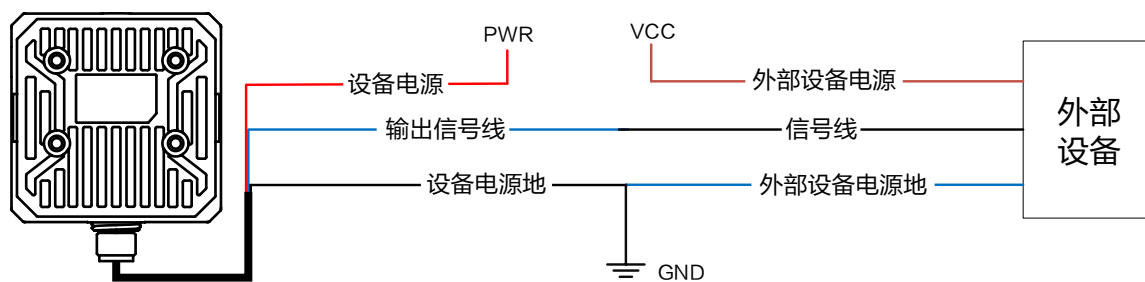 PWR
VCC
设备电源
外部设备电源
输出信号线
信号线
外部
设备
设备电源地
外部设备电源地
GND